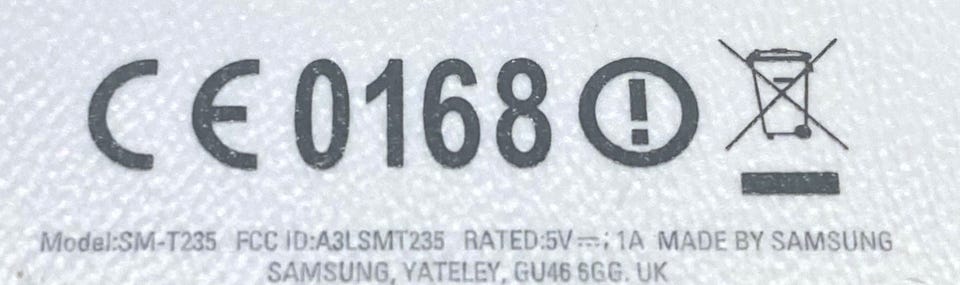 CE 0168 !
Model:SM-T235 FCC ID:A3LSMT235 RATED:5V⎓; 1A MADE BY SAMSUNG
SAMSUNG, YATELEY, GU46 6GG. UK